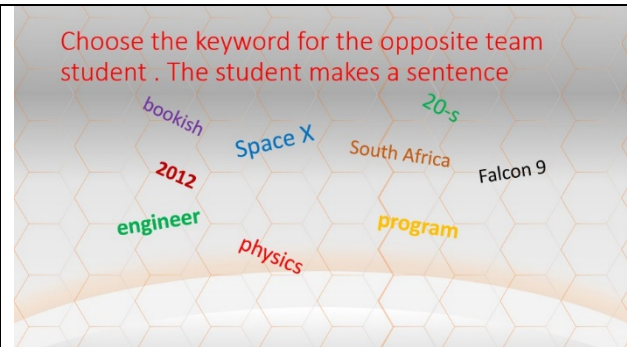 Choose the keyword for the opposite team
student . The student makes a sentence
bookish
20-s
Space X
South Africa
2012
Falcon 9
engineer
program
physics